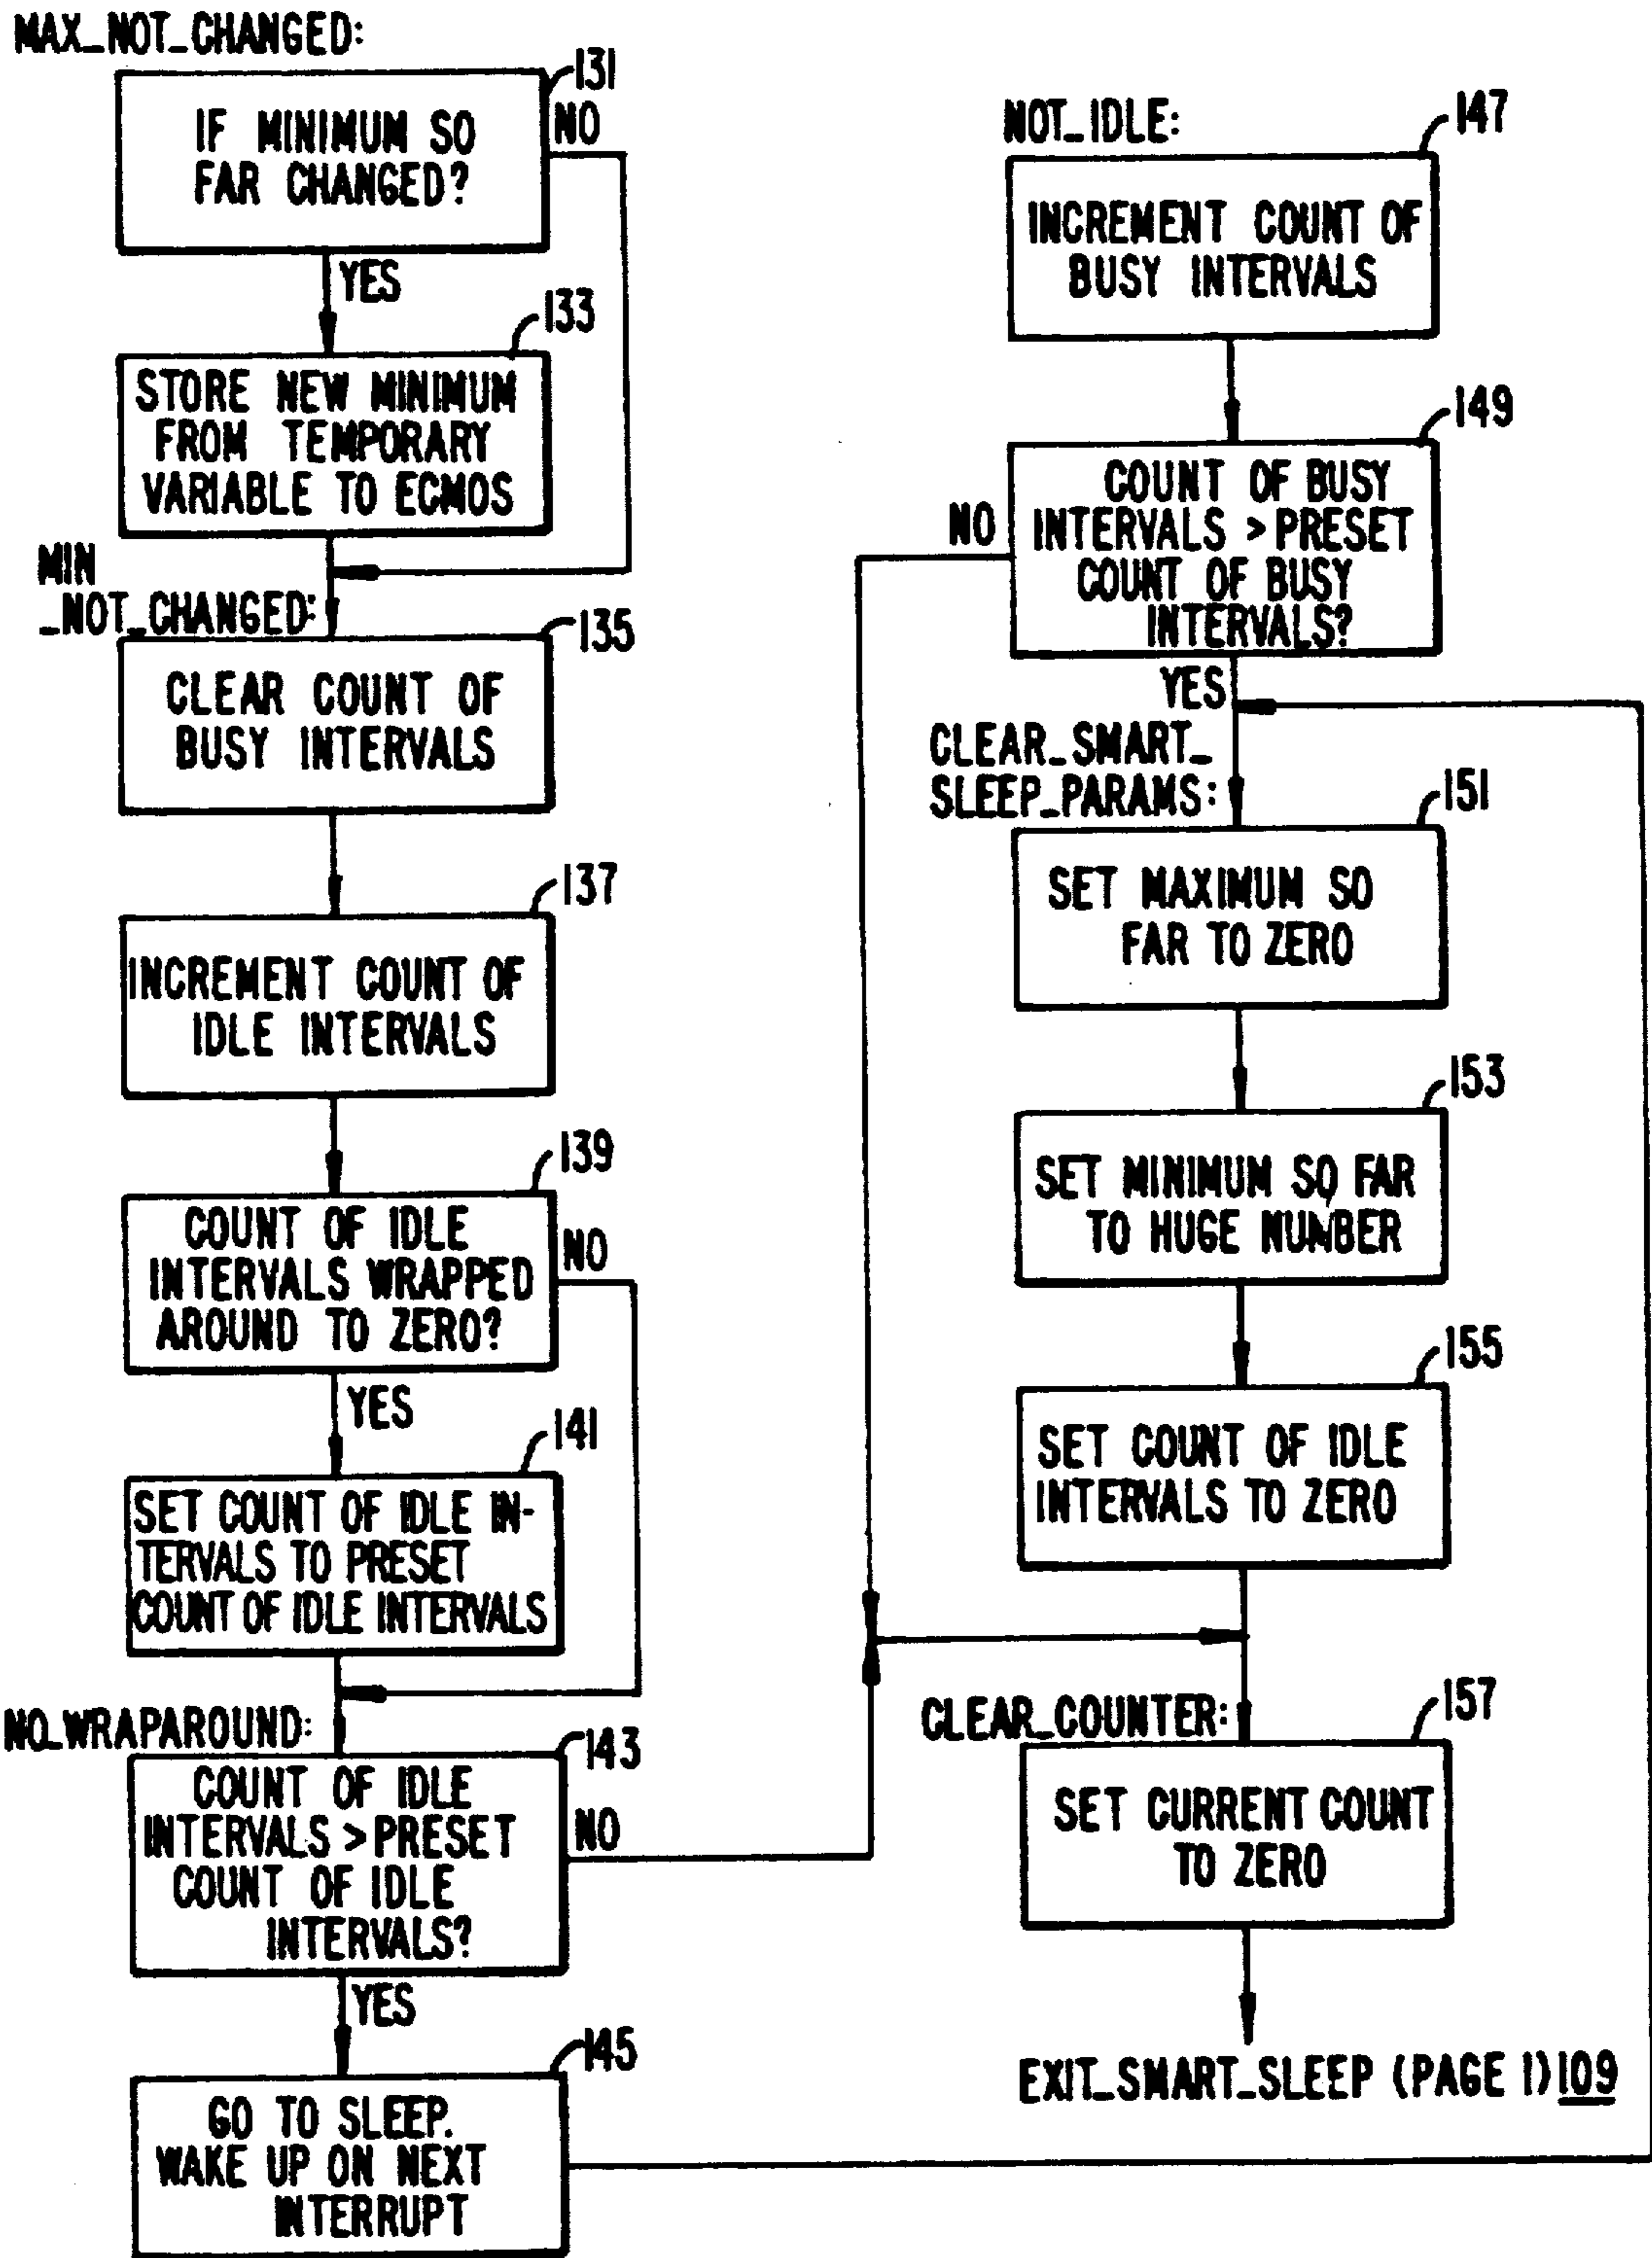 MAX_NOT_CHANGED:
131
IF MINIMUM SO
FAR CHANGED?
NO
YES
133
STORE NEW MINIMUM
FROM TEMPORARY
VARIABLE TO ECMOS
MIN
_NOT_CHANGED:
135
CLEAR COUNT OF
BUSY INTERVALS
137
INCREMENT COUNT OF
IDLE INTERVALS
139
COUNT OF IDLE
INTERVALS WRAPPED
AROUND TO ZERO?
NO
YES
141
SET COUNT OF IDLE IN-
TERVALS TO PRESET
COUNT OF IDLE INTERVALS
NO_WRAPAROUND:
143
COUNT OF IDLE
INTERVALS > PRESET
COUNT OF IDLE
INTERVALS?
NO
YES
145
GO TO SLEEP.
WAKE UP ON NEXT
INTERRUPT
NOT_IDLE:
147
INCREMENT COUNT OF
BUSY INTERVALS
149
COUNT OF BUSY
INTERVALS > PRESET
COUNT OF BUSY
INTERVALS?
NO
YES
CLEAR_SMART_
SLEEP_PARAMS:
151
SET MAXIMUM SO
FAR TO ZERO
153
SET MINIMUM SO FAR
TO HUGE NUMBER
155
SET COUNT OF IDLE
INTERVALS TO ZERO
CLEAR_COUNTER:
157
SET CURRENT COUNT
TO ZERO
EXIT_SMART_SLEEP (PAGE 1) 109